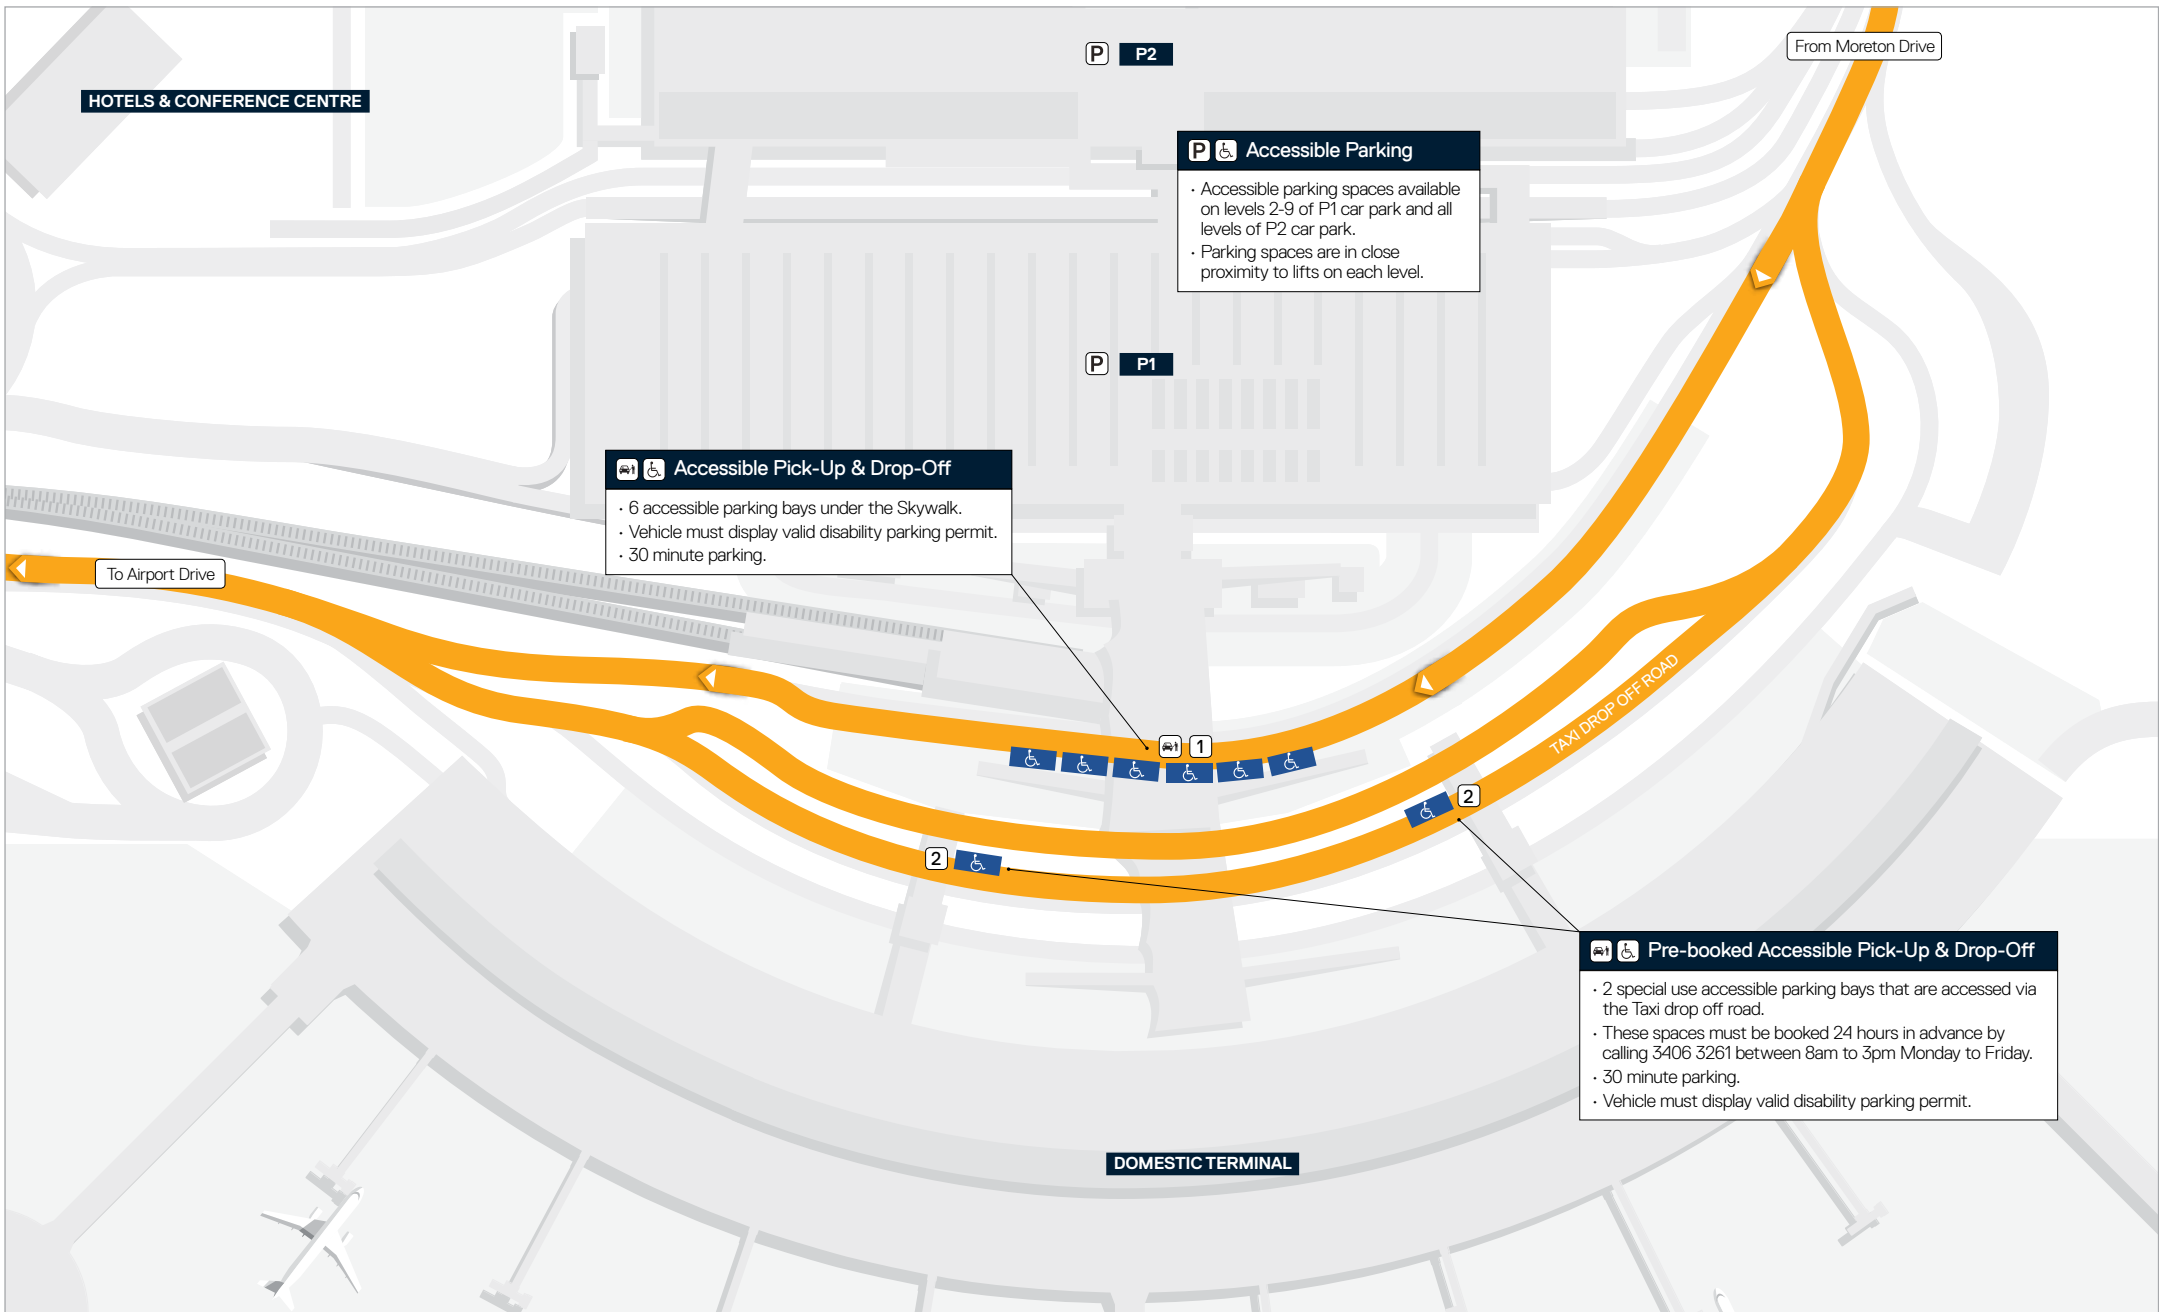 P P2
From Moreton Drive
HOTELS & CONFERENCE CENTRE
P Accessible Parking
· Accessible parking spaces available
on levels 2-9 of P1 car park and all
levels of P2 car park.
· Parking spaces are in close
proximity to lifts on each level.
P P1
Accessible Pick-Up & Drop-Off
· 6 accessible parking bays under the Skywalk.
· Vehicle must display valid disability parking permit.
· 30 minute parking.
To Airport Drive
TAXI DROP OFF ROAD
1
2
2
Pre-booked Accessible Pick-Up & Drop-Off
· 2 special use accessible parking bays that are accessed via
the Taxi drop off road.
· These spaces must be booked 24 hours in advance by
calling 3406 3261 between 8am to 3pm Monday to Friday.
· 30 minute parking.
· Vehicle must display valid disability parking permit.
DOMESTIC TERMINAL